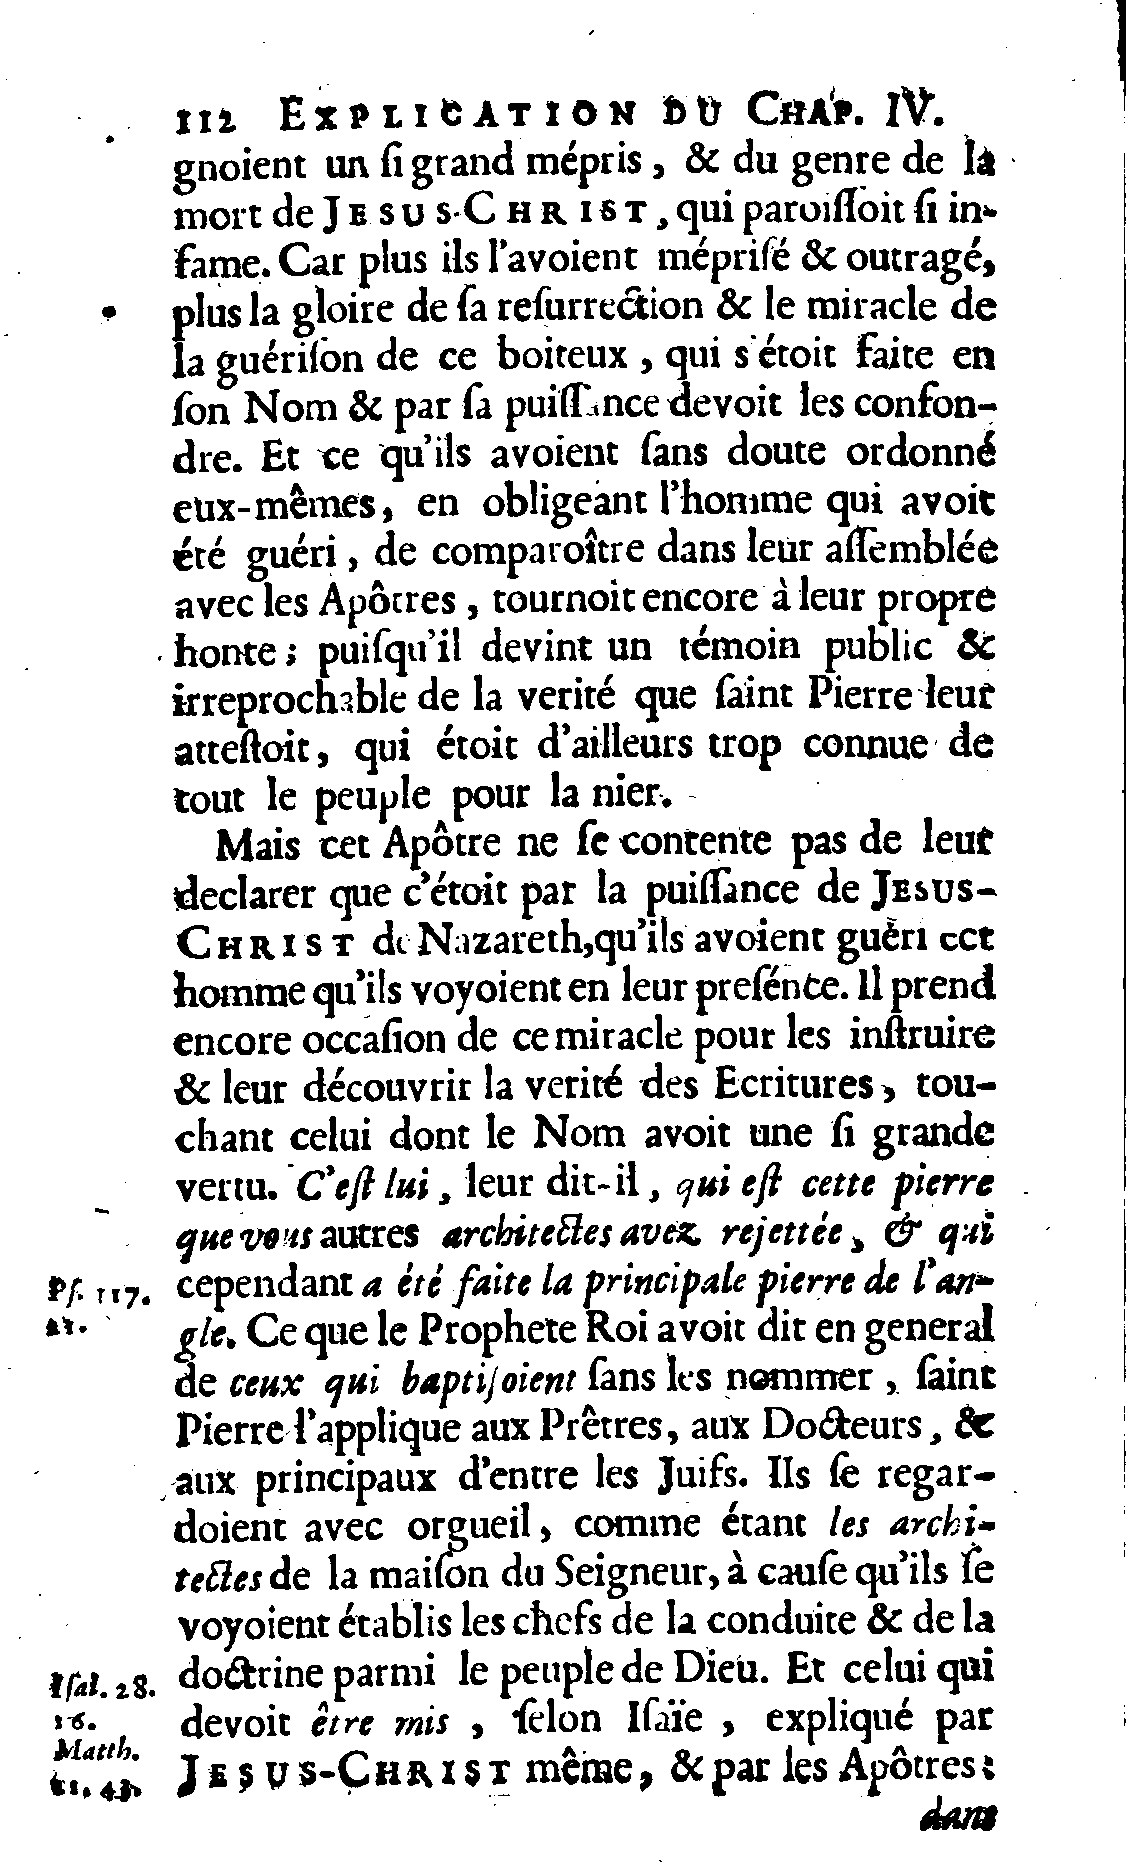 112 EXPLICATION DU CHAP. IV.
gnoient un ſi grand mépris, & du genre de la
mort de JESUS-CHRIST, qui paroiſſoit ſi in-
fame. Car plus ils l'avoient mépriſé & outragé,
plus la gloire de ſa reſurrection & le miracle de
la guériſon de ce boiteux, qui s'étoit faite en
ſon Nom & par ſa puiſſance devoit les confon-
dre. Et ce qu'ils avoient ſans doute ordonné
eux-mêmes, en obligeant l'homme qui avoit
été guéri, de comparoître dans leur aſſemblée
avec les Apôtres, tournoit encore à leur propre
honte; puiſqu'il devint un témoin public &
irreprochable de la verité que ſaint Pierre leur
atteſtoit, qui étoit d'ailleurs trop connue de
tout le peuple pour la nier.
Mais cet Apôtre ne ſe contente pas de leur
declarer que c'étoit par la puiſſance de JESUS-
CHRIST de Nazareth, qu'ils avoient guéri cet
homme qu'ils voyoient en leur preſénce. Il prend
encore occaſion de ce miracle pour les inſtruire
& leur découvrir la verité des Ecritures, tou-
chant celui dont le Nom avoit une ſi grande
vertu. C'eſt lui, leur dit-il, qui eſt cette pierre
que vous autres architectes avez rejettée, & qui
cependant a été faite la principale pierre de l'an-
gle. Ce que le Prophete Roi avoit dit en general
de ceux qui baptiſoient ſans les nommer, ſaint
Pierre l'applique aux Prêtres, aux Docteurs, &
aux principaux d'entre les Juifs. Ils ſe regar-
doient avec orgueil, comme étant les archi-
tectes de la maiſon du Seigneur, à cauſe qu'ils ſe
voyoient établis les chefs de la conduite & de la
doctrine parmi le peuple de Dieu. Et celui qui
devoit être mis, ſelon Iſaïe, expliqué par
JESUS-CHRIST même, & par les Apôtres:
dans
Pſ. 117.
Iſai. 28.
16.
Matth.